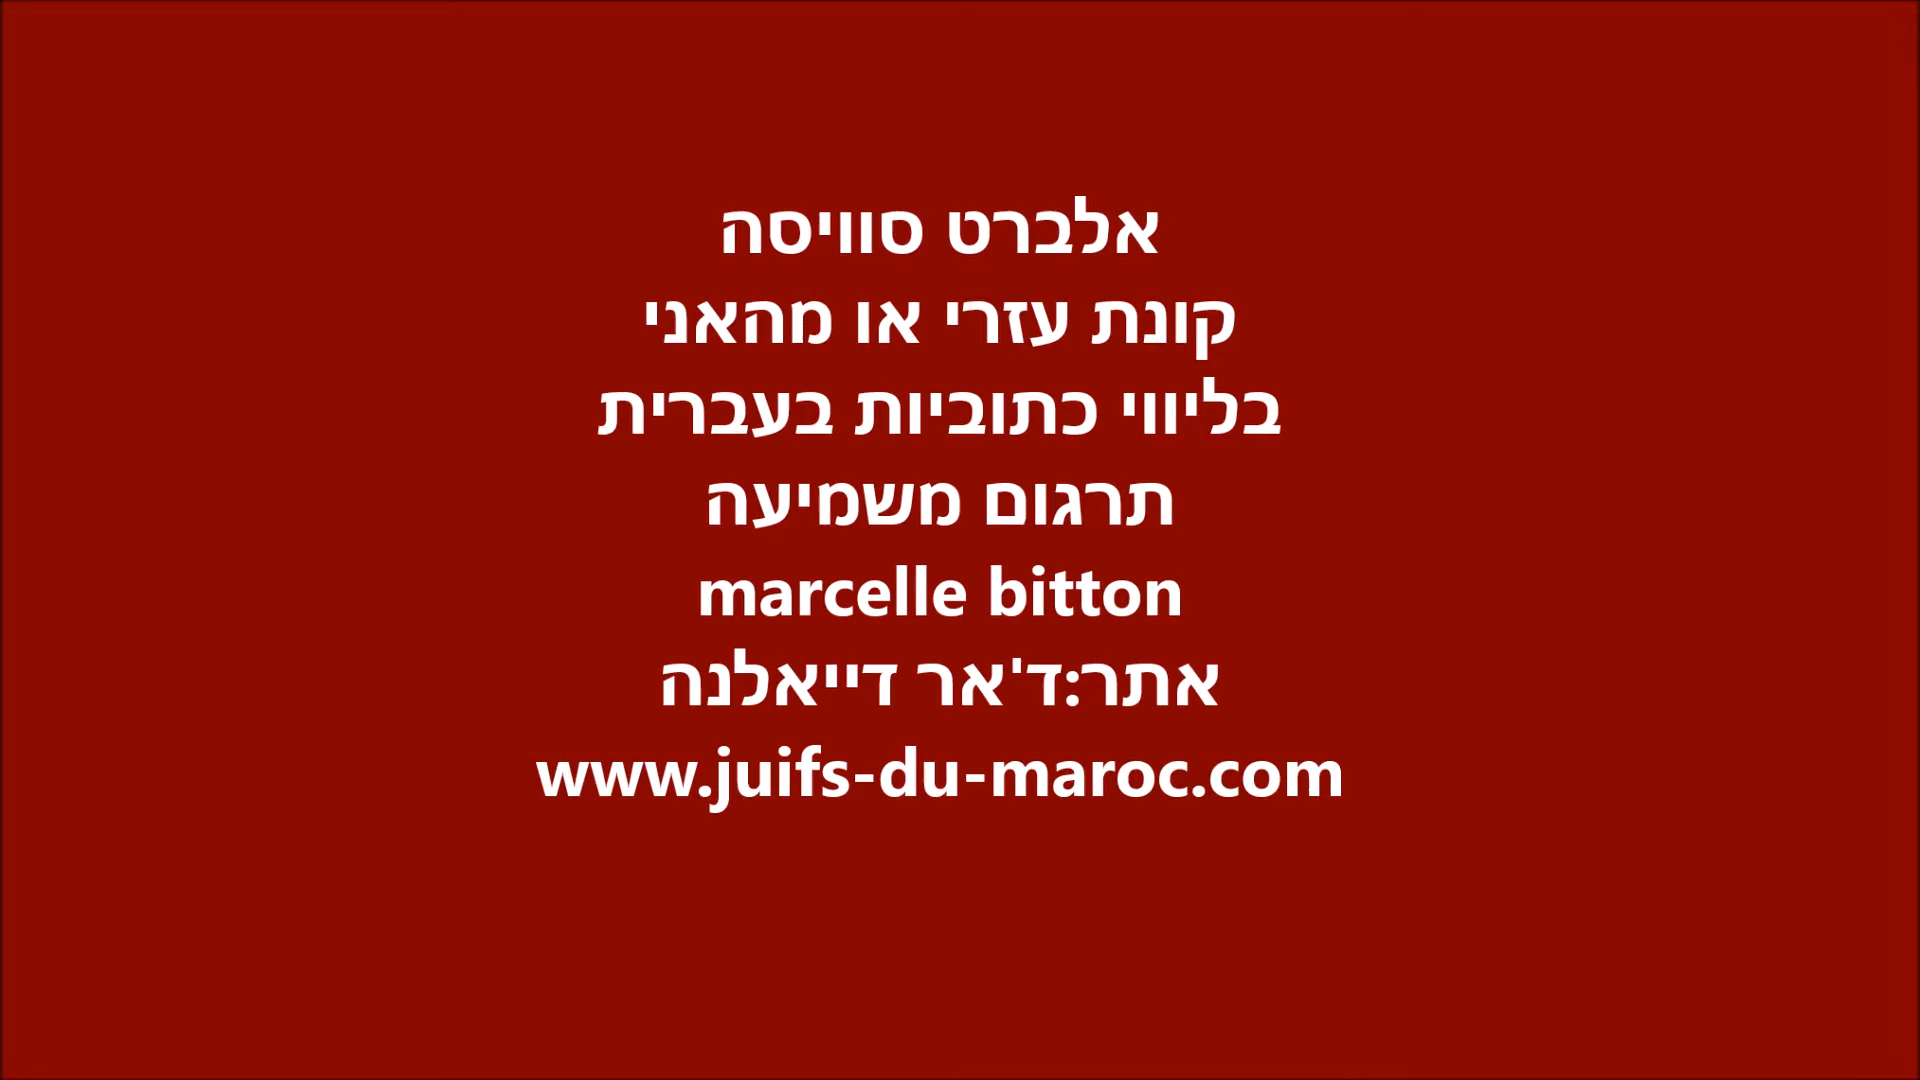 אלברט סוויסה
קונת עזרי או מהאני
בליווי כתוביות בעברית
תרגום משמיעה
marcelle bitton
אתר:ד'אר דייאלנה
www.juifs-du-maroc.com